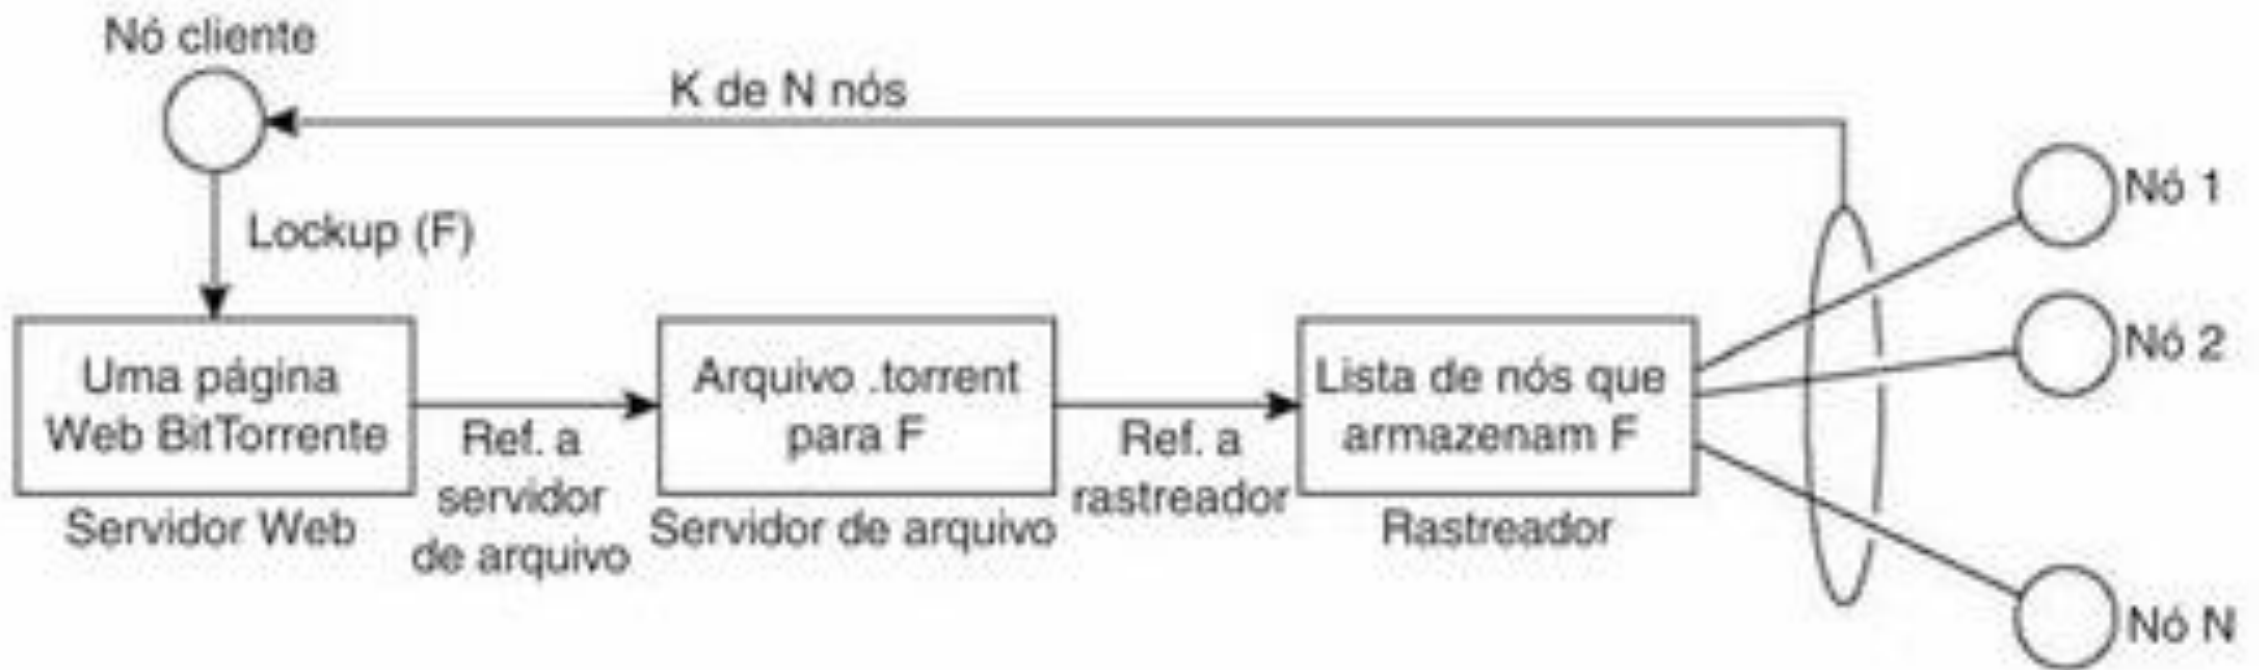 Nó cliente
K de N nós
Nó 1
Lockup (F)
Nó 2
Uma página
Web BitTorrente
Servidor Web
Ref. a
servidor
de arquivo
Arquivo .torrent
para F
Servidor de arquivo
Ref. a
rastreador
Lista de nós que
armazenam F
Rastreador
Nó N